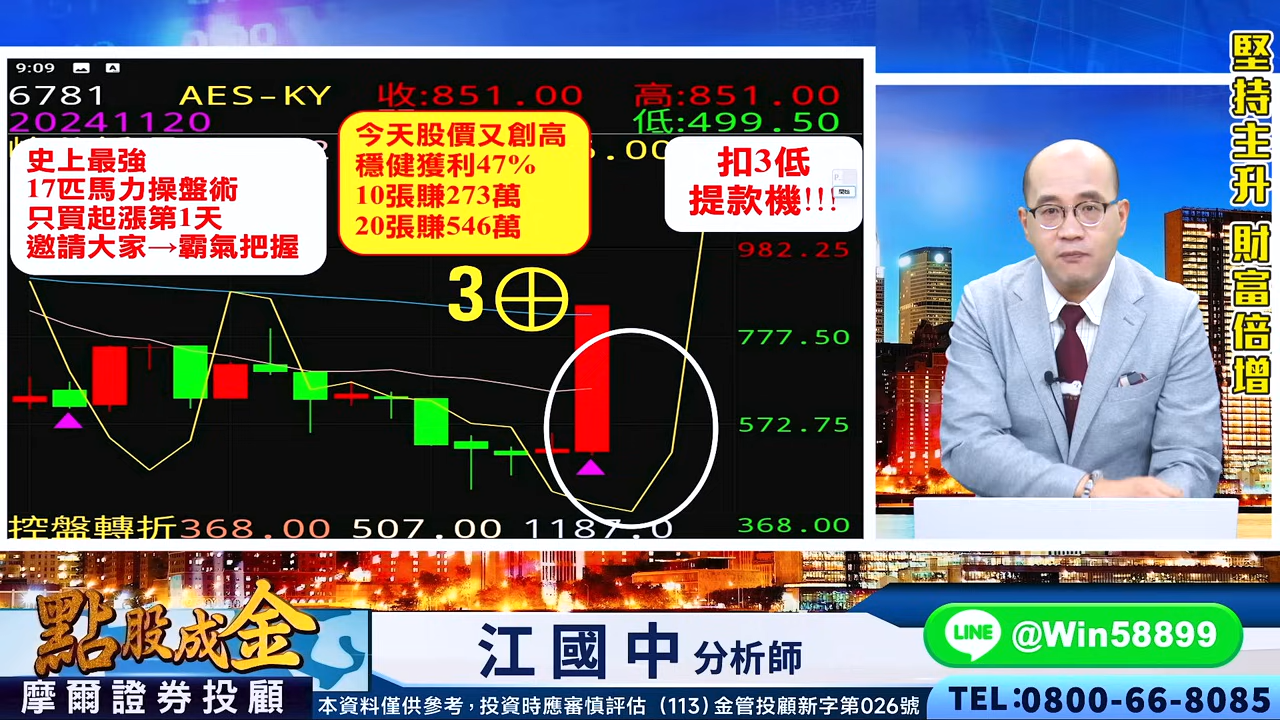 9:09
6781 AES-KY 收:851.00 高:851.00
20241120 低:499.50
史上最強
17匹馬力操盤術
只買起漲第1天
邀請大家→霸氣把握
今天股價又創高
穩健獲利47%
10張賺273萬
20張賺546萬
扣3低
提款機!!!
3
982.25
777.50
572.75
368.00
控盤轉折368.00 507.00 1187.0
堅持主升 財富倍增
點股成金
摩爾證券投顧
江國中 分析師
LINE @Win58899
本資料僅供參考，投資時應審慎評估 (113)金管投顧新字第026號
TEL:0800-66-8085